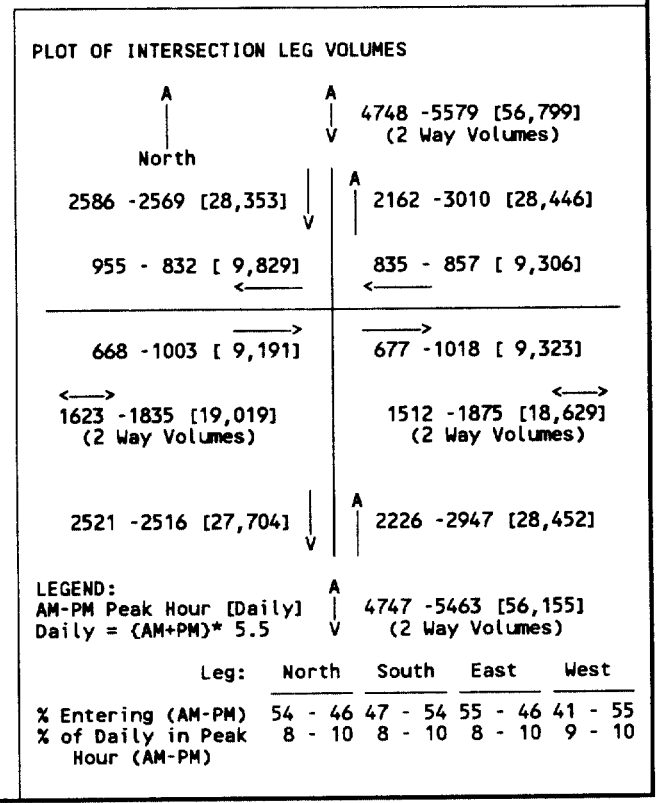 PLOT OF INTERSECTION LEG VOLUMES
A
A
4748 -5579 [56,799]
V
(2 Way Volumes)
North
A
2586 -2569 [28,353]
2162 -3010 [28,446]
V
955 - 832 [ 9,829]
835 - 857 [ 9,306]
<
<
>
>
668 -1003 [ 9,191]
677 -1018 [ 9,323]
< >
< >
1623 -1835 [19,019]
1512 -1875 [18,629]
(2 Way Volumes)
(2 Way Volumes)
A
2521 -2516 [27,704]
2226 -2947 [28,452]
V
LEGEND:
A
AM-PM Peak Hour [Daily]
4747 -5463 [56,155]
Daily = {AM+PM}* 5.5
V
(2 Way Volumes)
Leg: North South East West
% Entering (AM-PM) 54 - 46 47 - 54 55 - 46 41 - 55
% of Daily in Peak 8 - 10 8 - 10 8 - 10 9 - 10
Hour (AM-PM)